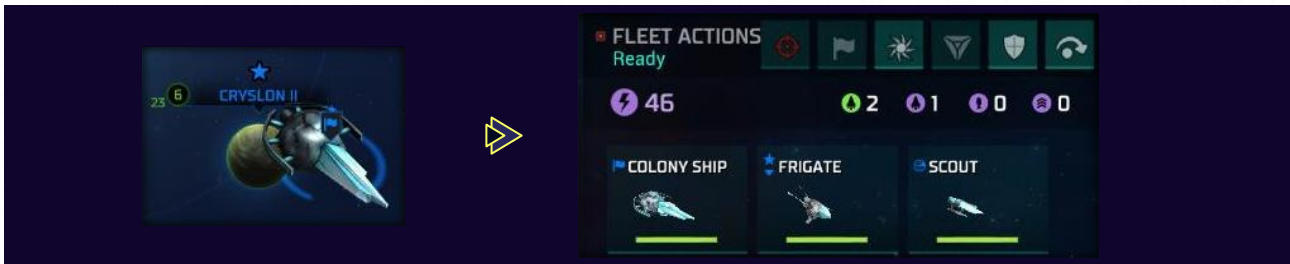 23 6 CRYSLON II
FLEET ACTIONS
Ready
46 2 1 0 0
COLONY SHIP FRIGATE SCOUT